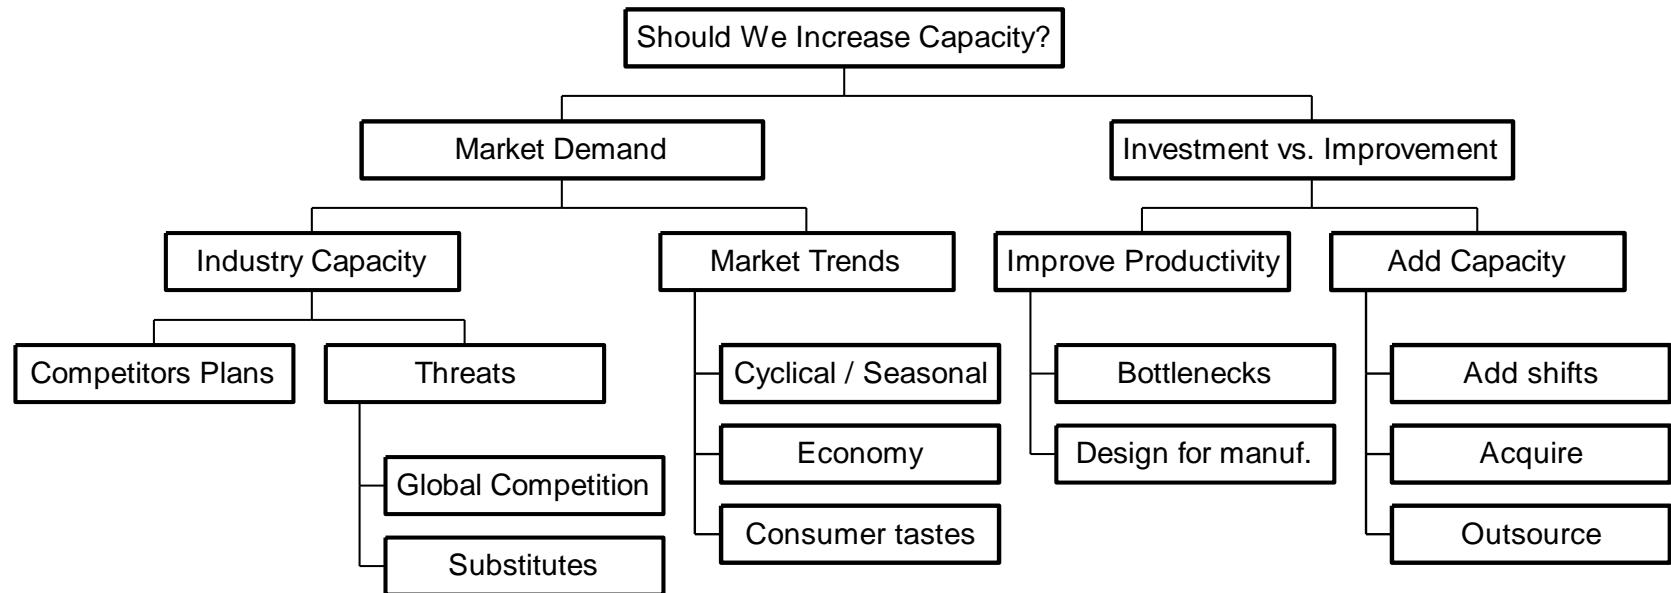 Should We Increase Capacity?
Market Demand
Investment vs. Improvement
Industry Capacity
Market Trends
Improve Productivity
Add Capacity
Competitors Plans
Threats
Cyclical / Seasonal
Bottlenecks
Add shifts
Economy
Design for manuf.
Acquire
Global Competition
Consumer tastes
Outsource
Substitutes